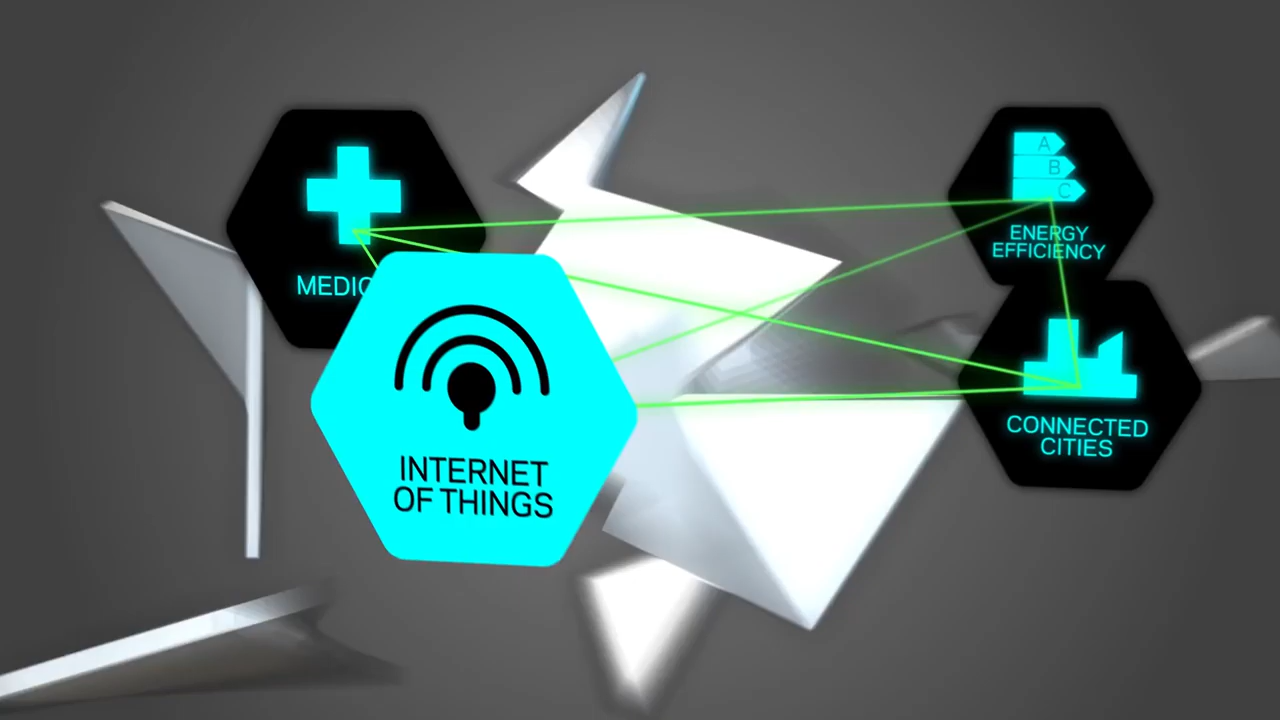 A
B
C
ENERGY
EFFICIENCY
INTERNET
OF THINGS
CONNECTED
CITIES